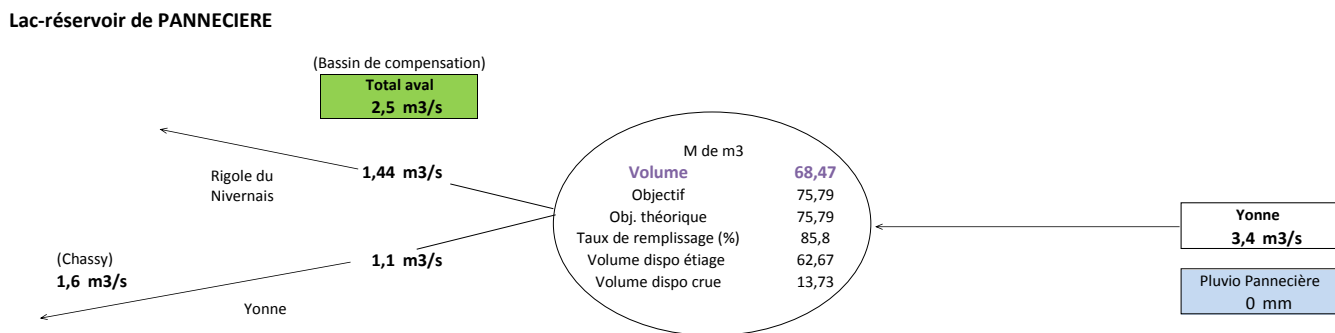 Lac-réservoir de PANNECIERE
(Bassin de compensation)
Total aval
2,5 m3/s
M de m3
Volume 68,47
Objectif 75,79
Obj. théorique 75,79
Taux de remplissage (%) 85,8
Volume dispo étiage 62,67
Volume dispo crue 13,73
1,44 m3/s
Rigole du
Nivernais
1,1 m3/s
(Chassy)
1,6 m3/s
Yonne
Yonne
3,4 m3/s
Pluvio Pannecière
0 mm